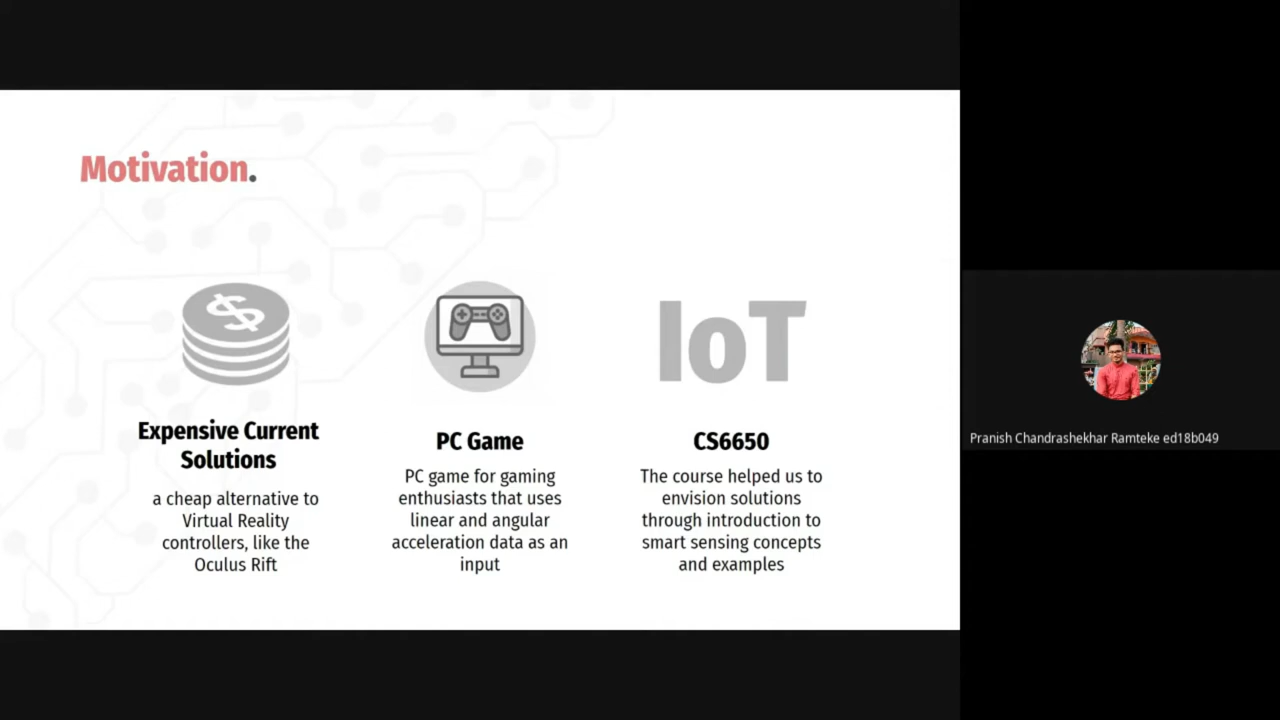 Motivation.
$
IoT
Expensive Current
Solutions
a cheap alternative to
Virtual Reality
controllers, like the
Oculus Rift
PC Game
PC game for gaming
enthusiasts that uses
linear and angular
acceleration data as an
input
CS6650
The course helped us to
envision solutions
through introduction to
smart sensing concepts
and examples
Pranish Chandrashekhar Ramteke ed18b049